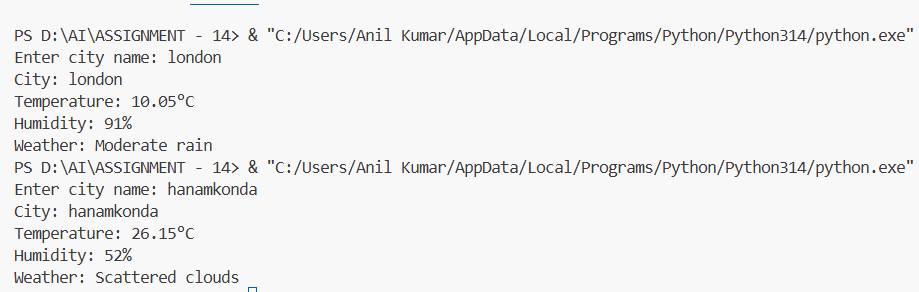 PS D:\AI\ASSIGNMENT - 14> & "C:/Users/Anil Kumar/AppData/Local/Programs/Python/Python314/python.exe"
Enter city name: london
City: london
Temperature: 10.05°C
Humidity: 91%
Weather: Moderate rain
PS D:\AI\ASSIGNMENT - 14> & "C:/Users/Anil Kumar/AppData/Local/Programs/Python/Python314/python.exe"
Enter city name: hanamkonda
City: hanamkonda
Temperature: 26.15°C
Humidity: 52%
Weather: Scattered clouds